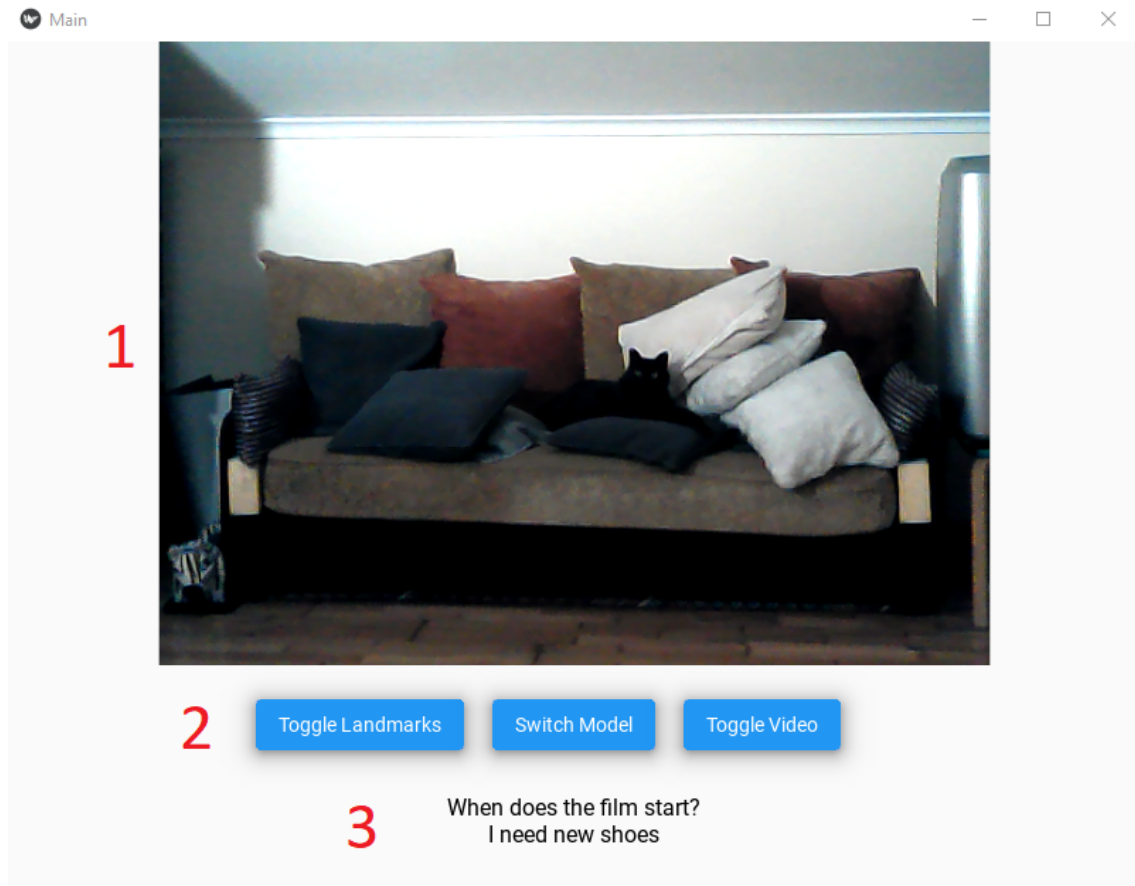 Main
1
2
Toggle Landmarks
Switch Model
Toggle Video
3
When does the film start?
I need new shoes